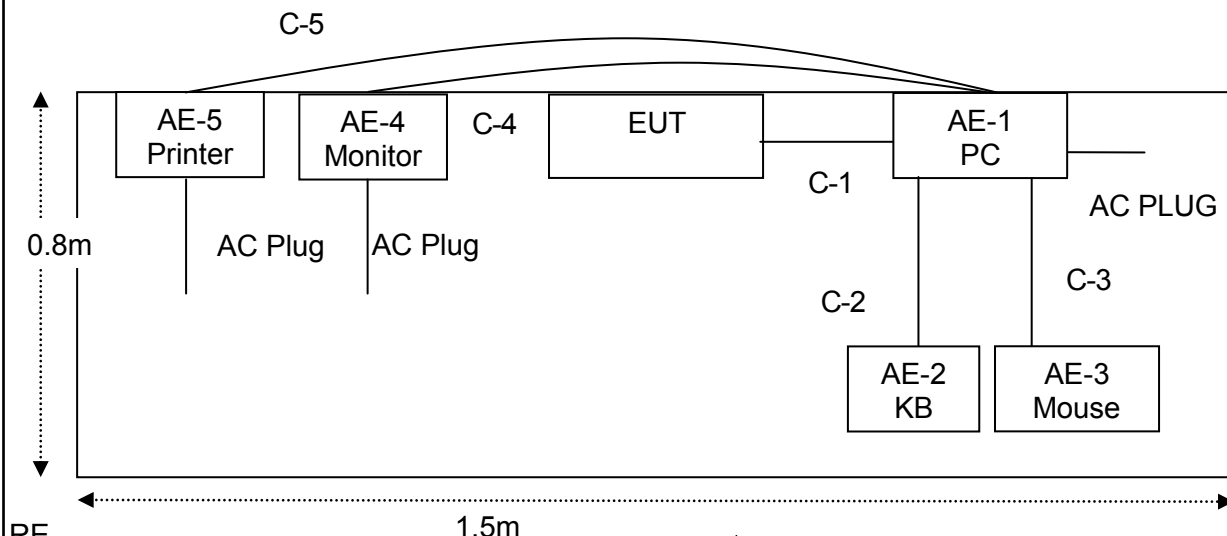 C-5
AE-5
Printer
AE-4
Monitor
C-4
EUT
AE-1
PC
C-1
AC PLUG
0.8m
AC Plug
AC Plug
C-2
C-3
AE-2
KB
AE-3
Mouse
1.5m